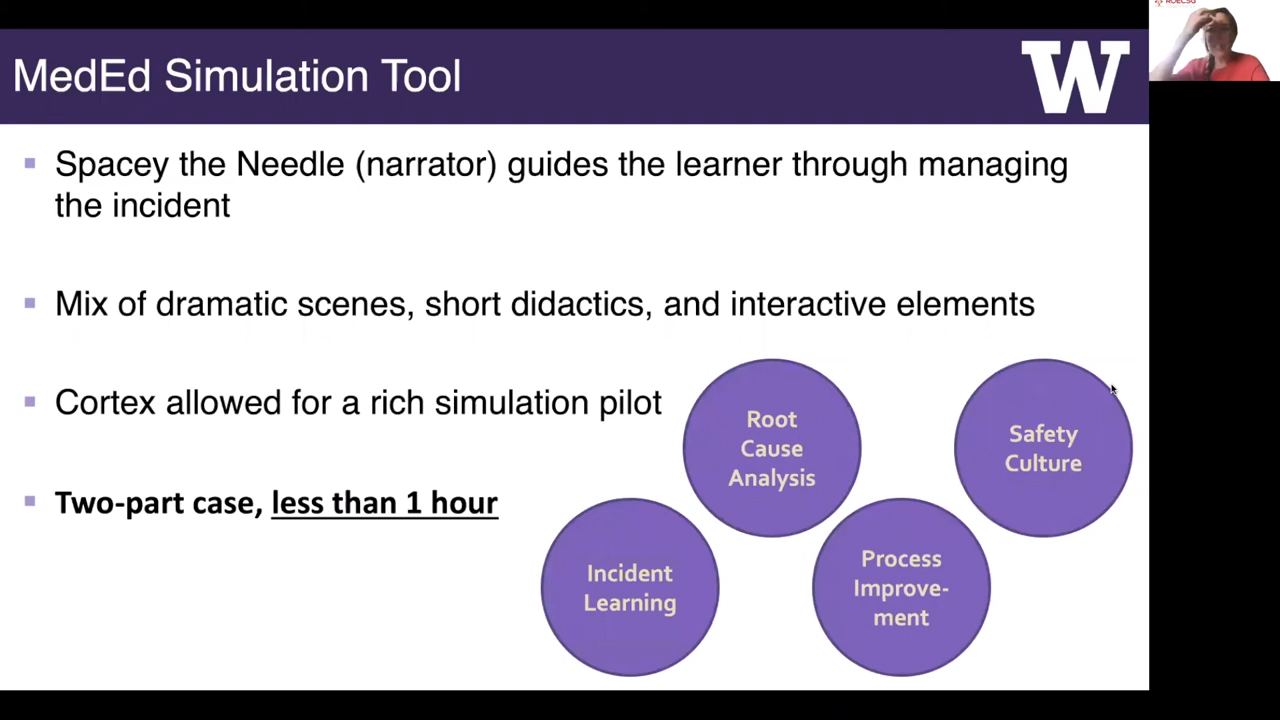 ROECSG
MedEd Simulation Tool
W
Spacey the Needle (narrator) guides the learner through managing
the incident
Mix of dramatic scenes, short didactics, and interactive elements
Cortex allowed for a rich simulation pilot
Two-part case, less than 1 hour
Root
Cause
Analysis
Safety
Culture
Incident
Learning
Process
Improve-
ment